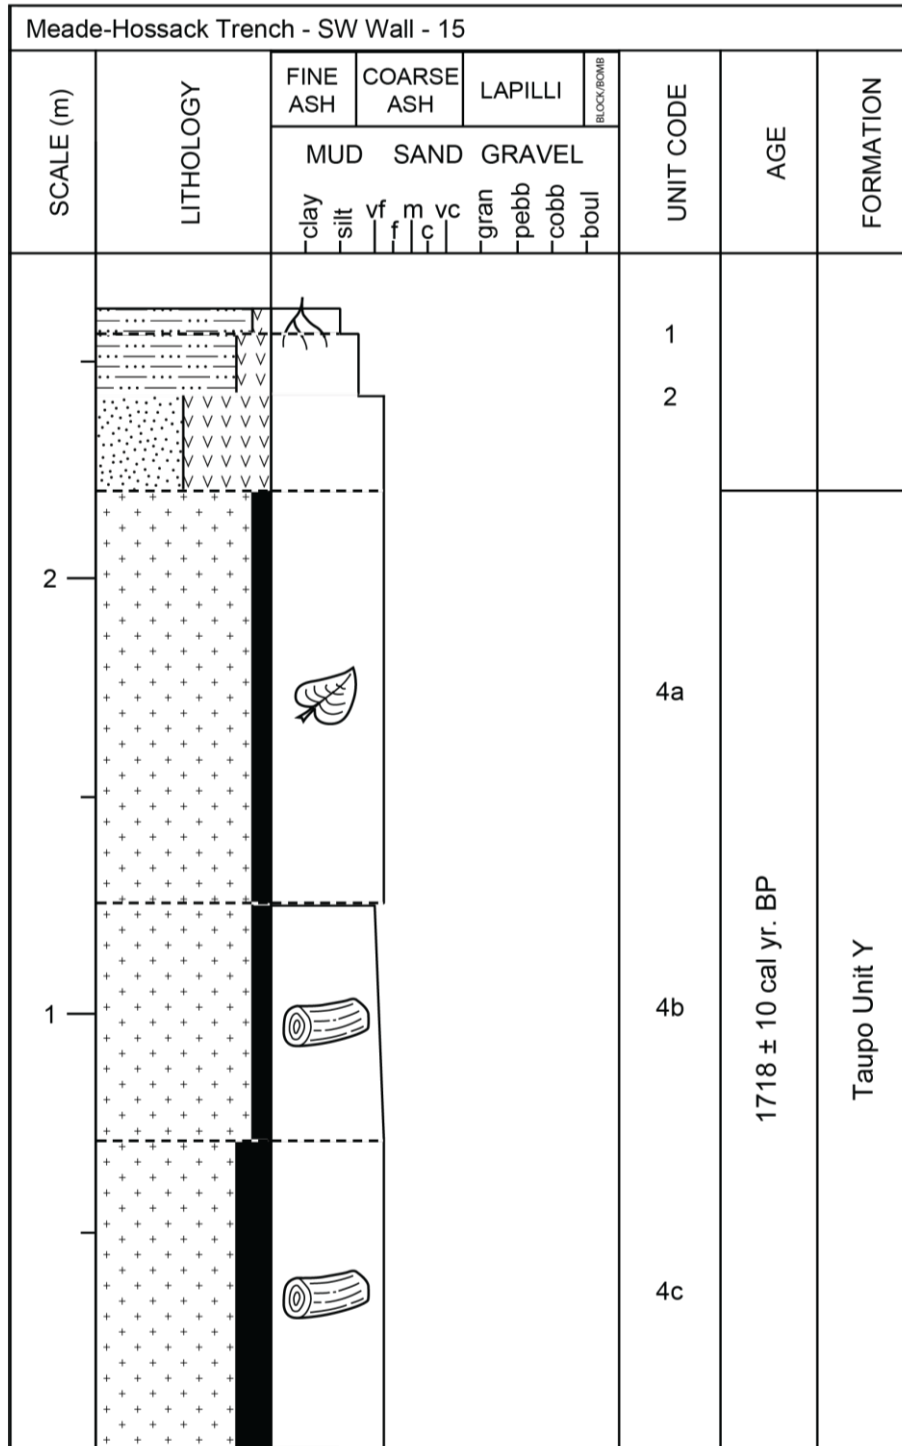 Meade-Hossack Trench - SW Wall - 15
SCALE (m)
LITHOLOGY
FINE
ASH
COARSE
ASH
LAPILLI
BLOCK/BOMB
MUD SAND GRAVEL
clay
silt
vf
f
m
c
vc
gran
pebb
cobb
boul
UNIT CODE
AGE
FORMATION
1
2
2
4a
1
4b
4c
1718 ± 10 cal yr. BP
Taupo Unit Y